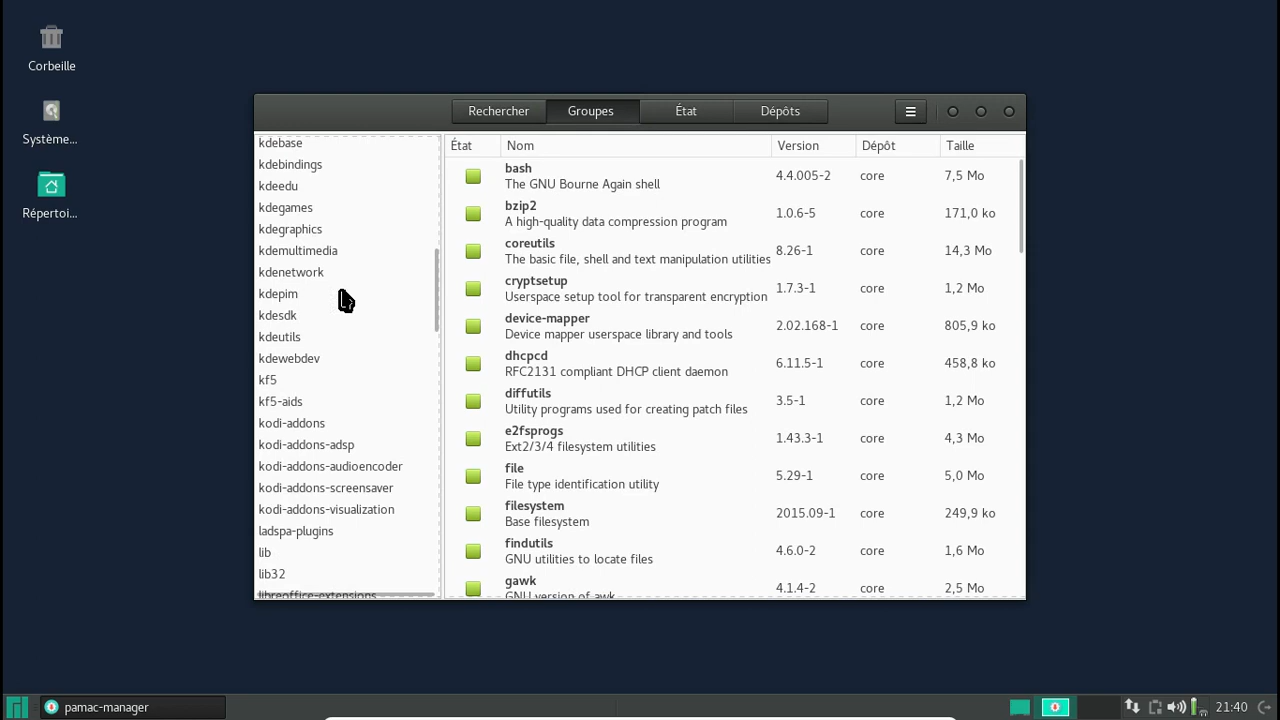 Corbeille
Système...
Répertoi...
Rechercher
Groupes
État
Dépôts
kdebase
kdebindings
kdeedu
kdegames
kdegraphics
kdemultimedia
kdenetwork
kdepim
kdesdk
kdeutils
kdewebdev
kf5
kf5-aids
kodi-addons
kodi-addons-adsp
kodi-addons-audioencoder
kodi-addons-screensaver
kodi-addons-visualization
ladspa-plugins
lib
lib32
libreoffice-extensions
État Nom Version Dépôt Taille
bash
The GNU Bourne Again shell
4.4.005-2 core 7,5 Mo
bzip2
A high-quality data compression program
1.0.6-5 core 171,0 ko
coreutils
The basic file, shell and text manipulation utilities
8.26-1 core 14,3 Mo
cryptsetup
Userspace setup tool for transparent encryption
1.7.3-1 core 1,2 Mo
device-mapper
Device mapper userspace library and tools
2.02.168-1 core 805,9 ko
dhcpcd
RFC2131 compliant DHCP client daemon
6.11.5-1 core 458,8 ko
diffutils
Utility programs used for creating patch files
3.5-1 core 1,2 Mo
e2fsprogs
Ext2/3/4 filesystem utilities
1.43.3-1 core 4,3 Mo
file
File type identification utility
5.29-1 core 5,0 Mo
filesystem
Base filesystem
2015.09-1 core 249,9 ko
findutils
GNU utilities to locate files
4.6.0-2 core 1,6 Mo
gawk
GNU version of awk
4.1.4-2 core 2,5 Mo
pamac-manager
21:40